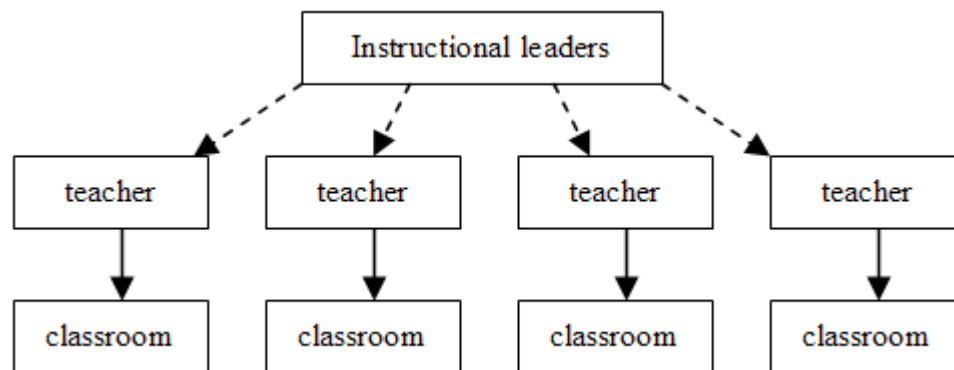 Instructional leaders
teacher
teacher
teacher
teacher
classroom
classroom
classroom
classroom